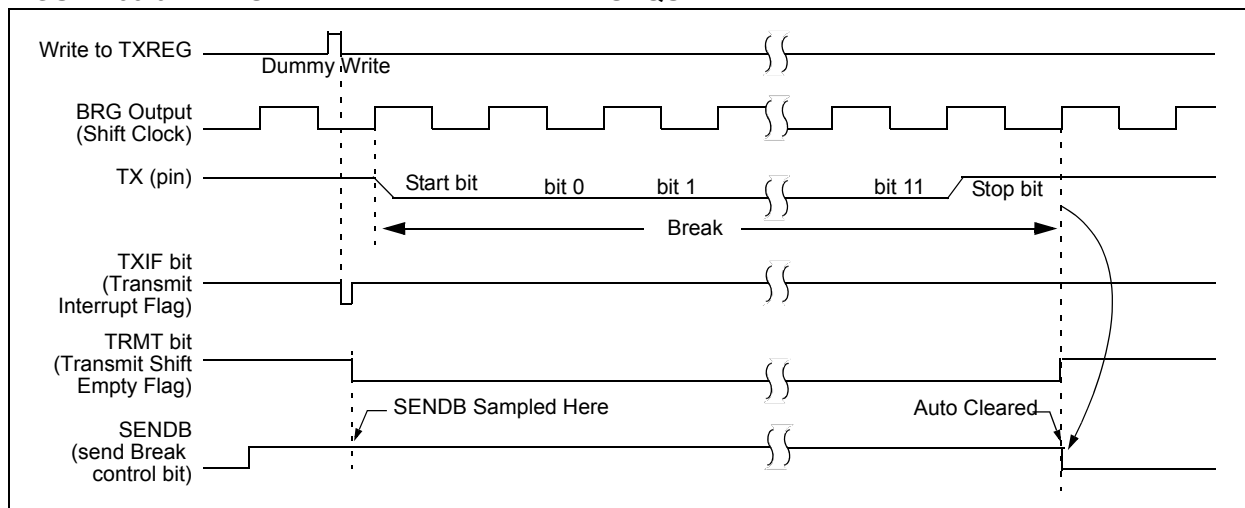 Write to TXREG
Dummy Write
BRG Output
(Shift Clock)
TX (pin)
Start bit
bit 0
bit 1
bit 11
Stop bit
Break
TXIF bit
(Transmit
Interrupt Flag)
TRMT bit
(Transmit Shift
Empty Flag)
SENDB Sampled Here
Auto Cleared
SENDB
(send Break
control bit)